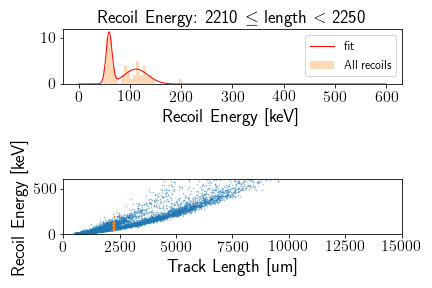 Recoil Energy: 2210 ≤ length < 2250
10
0
fit
All recoils
0 100 200 300 400 500 600
Recoil Energy [keV]
Recoil Energy [keV]
500
0
0 2500 5000 7500 10000 12500 15000
Track Length [um]